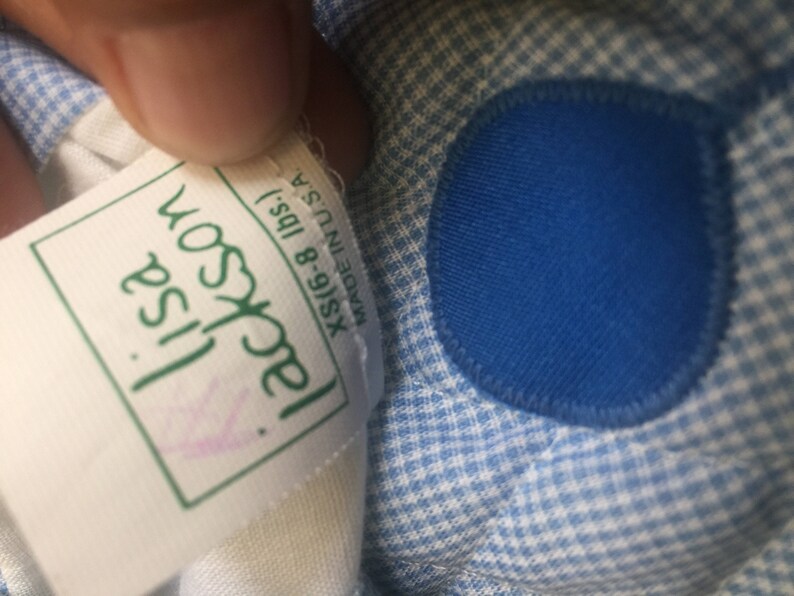 lisa
jackson
XS(6-8 lbs.)
MADE IN U.S.A.